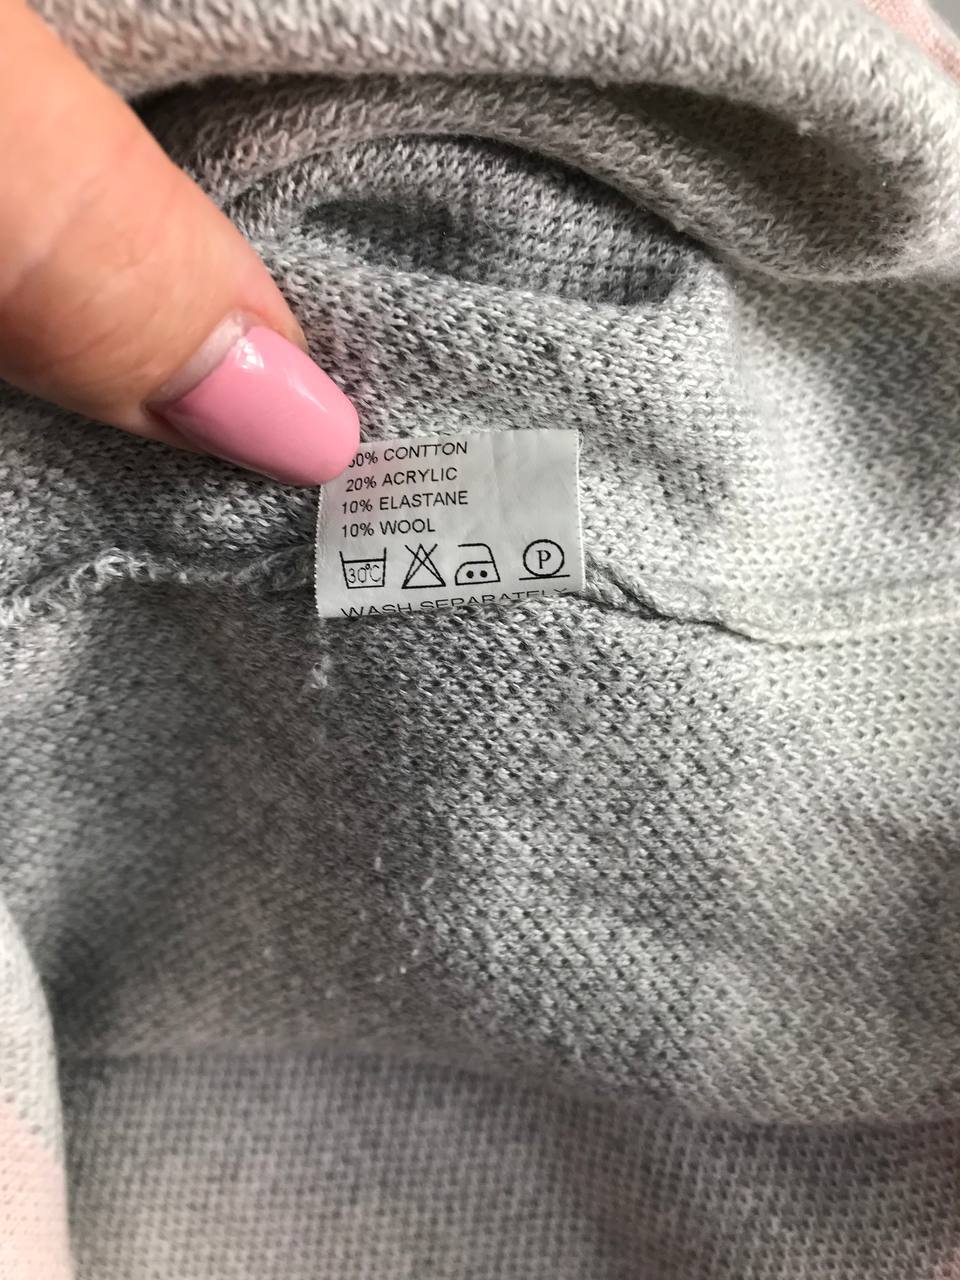 CONTTON
20% ACRYLIC
10% ELASTANE
10% WOOL
30°C P
WASH SEPARATELY